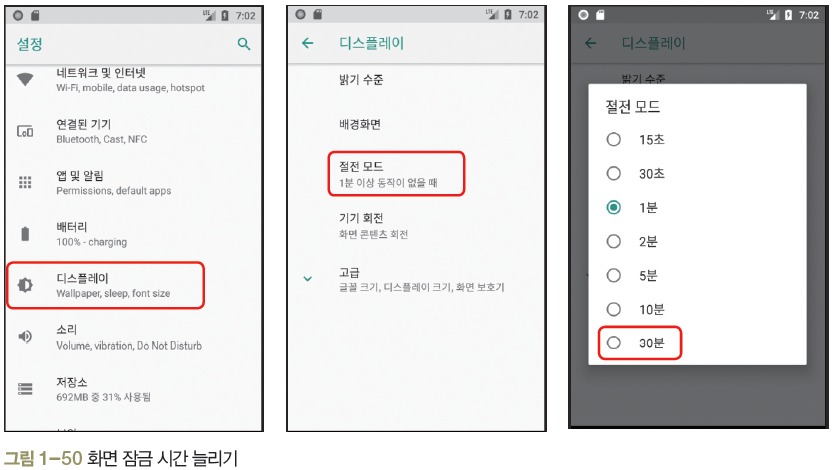 LTE 7:02
설정
네트워크 및 인터넷
Wi-Fi, mobile, data usage, hotspot
연결된 기기
Bluetooth, Cast, NFC
앱 및 알림
Permissions, default apps
배터리
100% - charging
디스플레이
Wallpaper, sleep, font size
소리
Volume, vibration, Do Not Disturb
저장소
692MB 중 31% 사용됨
LTE 7:02
디스플레이
밝기 수준
배경화면
절전 모드
1분 이상 동작이 없을 때
기기 회전
화면 콘텐츠 회전
고급
글꼴 크기, 디스플레이 크기, 화면 보호기
LTE 7:02
디스플레이
밝기 수준
절전 모드
15초
30초
1분
2분
5분
10분
30분
그림 1-50 화면 잠금 시간 늘리기